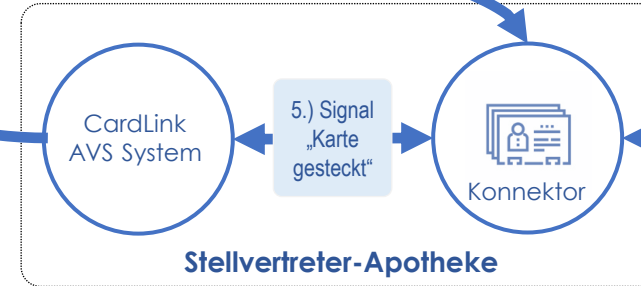 CardLink
AVS System
5.) Signal
„Karte
gesteckt“
Konnektor
Stellvertreter-Apotheke